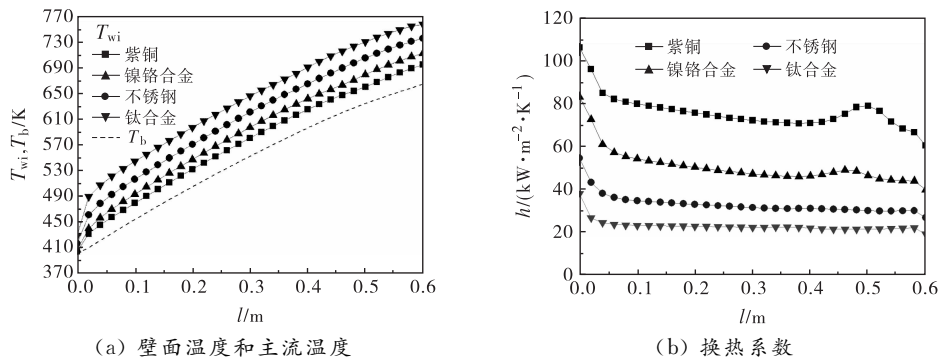 770
730
690
650
610
570
530
490
450
410
370
T_wi, T_b/K
T_wi
紫铜
镍铬合金
不锈钢
钛合金
T_b
0.0 0.1 0.2 0.3 0.4 0.5 0.6
l/m
(a) 壁面温度和主流温度
120
100
80
60
40
20
0
h/(kW·m⁻²·K⁻¹)
紫铜 不锈钢
镍铬合金 钛合金
0.0 0.1 0.2 0.3 0.4 0.5 0.6
l/m
(b) 换热系数